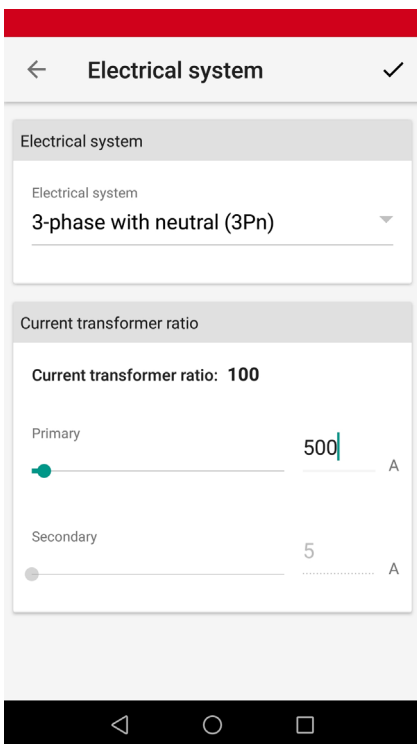 Electrical system
Electrical system
Electrical system
3-phase with neutral (3Pn)
Current transformer ratio
Current transformer ratio: 100
Primary
500
A
Secondary
5
A